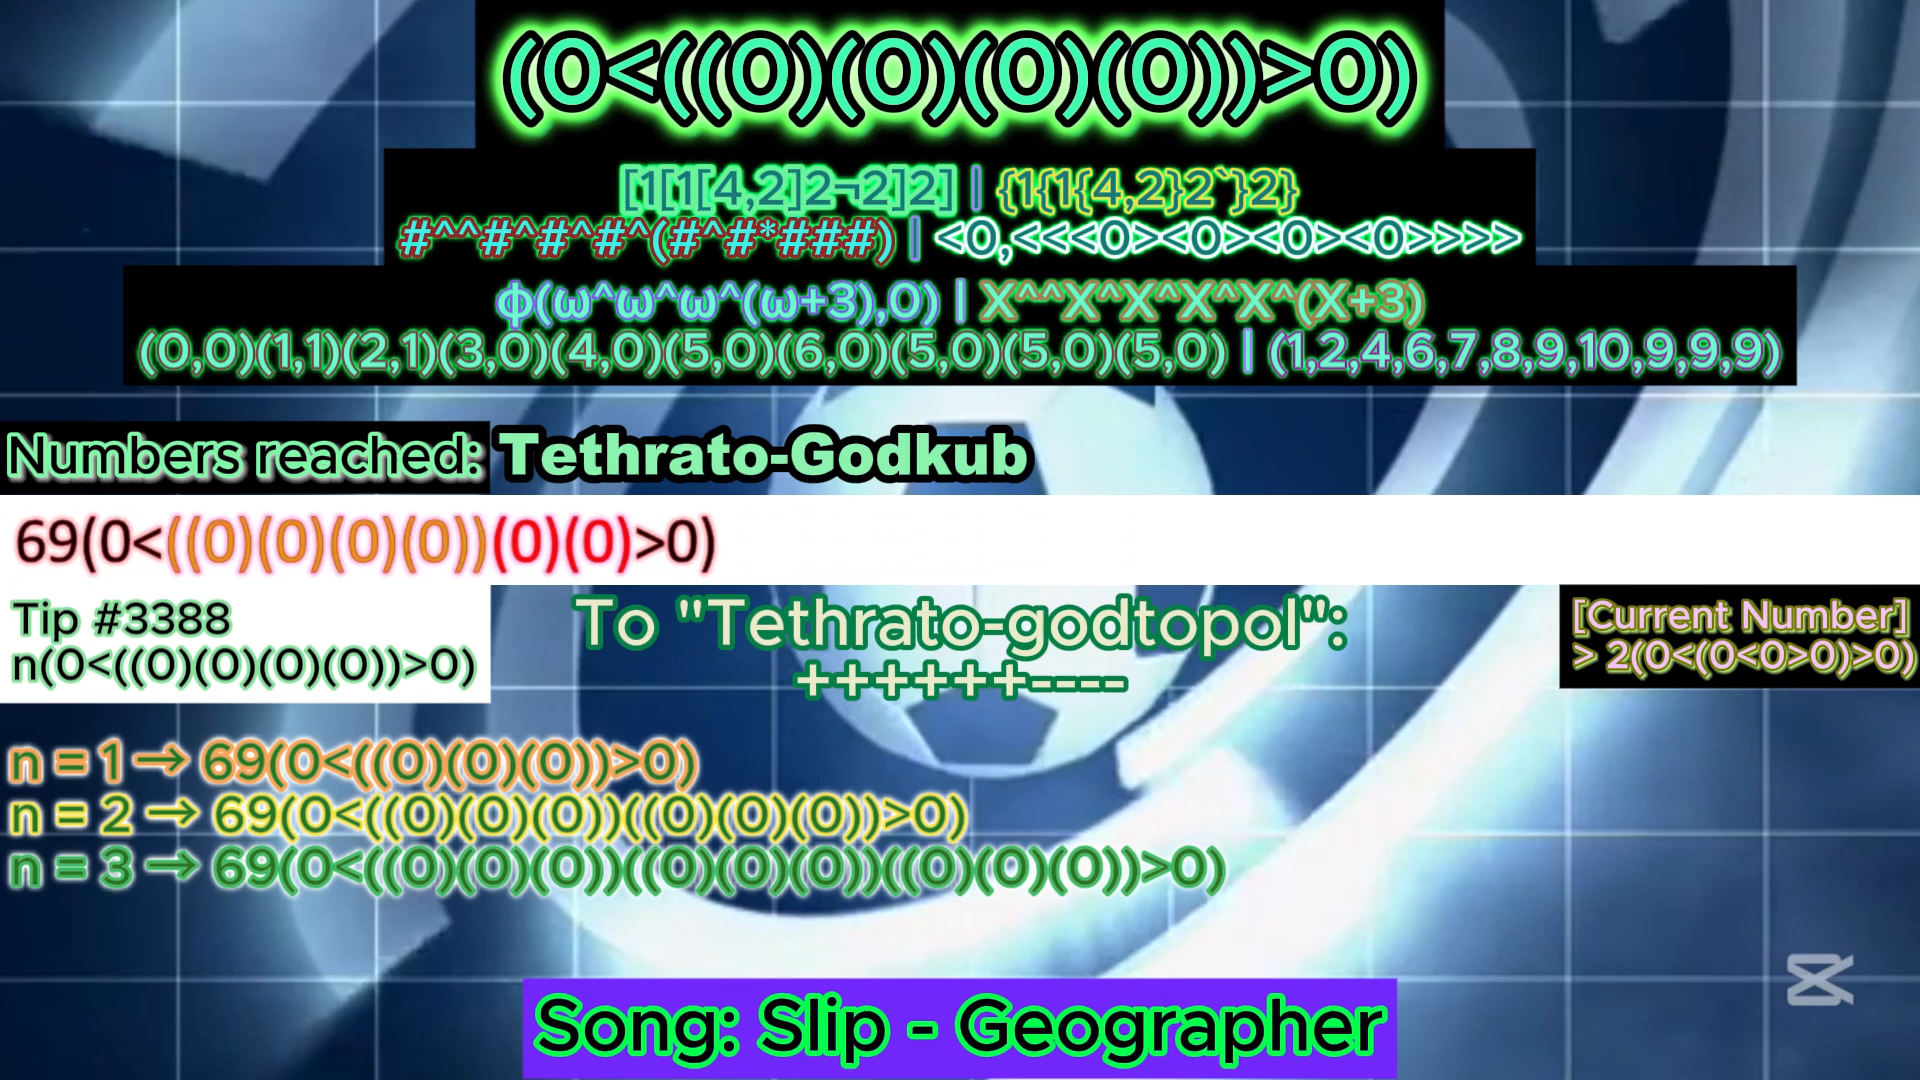 (0<((0)(0)(0)(0))>0)
[1[1[4,2]2¬2]2] | {1{1{4,2}2`}2}
#^^#^#^#^(#^#*###) | <0,<<<0><0><0><0>>>>
φ(ω^ω^ω^(ω+3),0) | X^^X^X^X^X^(X+3)
(0,0)(1,1)(2,1)(3,0)(4,0)(5,0)(6,0)(5,0)(5,0)(5,0) | (1,2,4,6,7,8,9,10,9,9,9)
Numbers reached: Tethrato-Godkub
69(0<((0)(0)(0)(0))(0)(0)>0)
Tip #3388
n(0<((0)(0)(0)(0))>0)
To "Tethrato-godtopol":
++++++----
[Current Number]
> 2(0<(0<0>0)>0)
n = 1 → 69(0<((0)(0)(0))>0)
n = 2 → 69(0<((0)(0)(0))((0)(0)(0))>0)
n = 3 → 69(0<((0)(0)(0))((0)(0)(0))((0)(0)(0))>0)
Song: Slip - Geographer